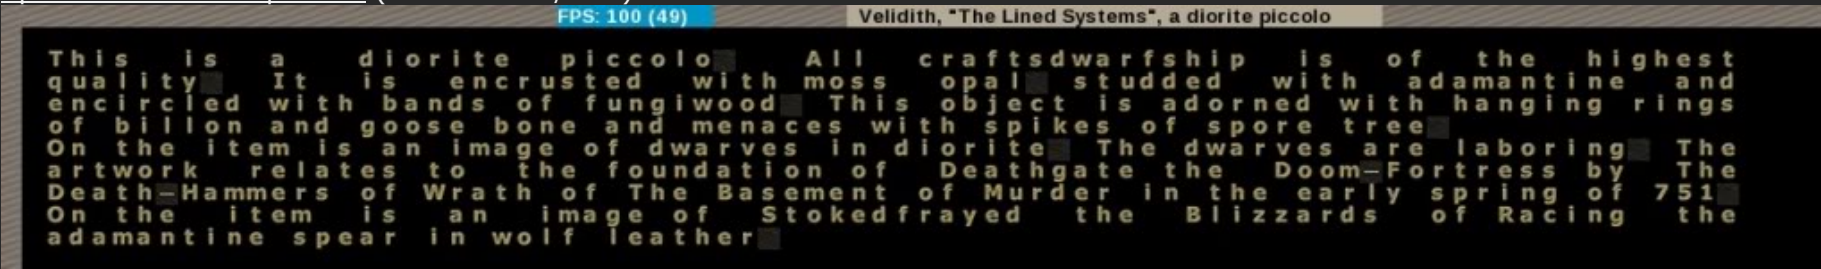 FPS: 100 (49)
Velidith, "The Lined Systems", a diorite piccolo
This is a diorite piccolo. All craftsdwarfship is of the highest
quality. It is encrusted with moss opal, studded with adamantine and
encircled with bands of fungiwood. This object is adorned with hanging rings
of billon and goose bone and menaces with spikes of spore tree.
On the item is an image of dwarves in diorite. The dwarves are laboring. The
artwork relates to the foundation of Deathgate the Doom-Fortress by The
Death-Hammers of Wrath of The Basement of Murder in the early spring of 751.
On the item is an image of Stokedfrayed the Blizzards of Racing the
adamantine spear in wolf leather.